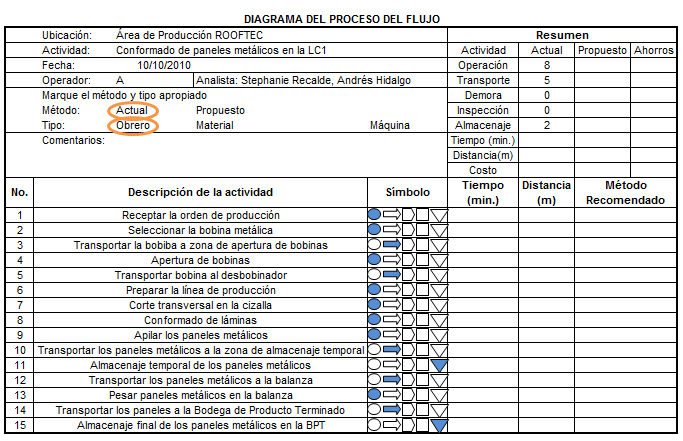 DIAGRAMA DEL PROCESO DEL FLUJO
Ubicación: Área de Producción ROOFTEC Resumen
Actividad: Conformado de paneles metálicos en la LC1 Actividad Actual Propuesto Ahorros
Fecha: 10/10/2010 Operación 8
Operador: A Analista: Stephanie Recalde, Andrés Hidalgo Transporte 5
Marque el método y tipo apropiado Demora 0
Método: Actual Propuesto Inspección 0
Tipo: Obrero Material Máquina Almacenaje 2
Comentarios: Tiempo (min.)
Distancia(m)
Costo
No. Descripción de la actividad Símbolo Tiempo (min.) Distancia (m) Método Recomendado
1 Receptar la orden de producción
2 Seleccionar la bobina metálica
3 Transportar la bobiba a zona de apertura de bobinas
4 Apertura de bobinas
5 Transportar bobina al desbobinador
6 Preparar la línea de producción
7 Corte transversal en la cizalla
8 Conformado de láminas
9 Apilar los paneles metálicos
10 Transportar los paneles metálicos a la zona de almacenaje temporal
11 Almacenaje temporal de los paneles metálicos
12 Transportar los paneles metálicos a la balanza
13 Pesar paneles metálicos en la balanza
14 Transportar los paneles a la Bodega de Producto Terminado
15 Almacenaje final de los paneles metálicos en la BPT